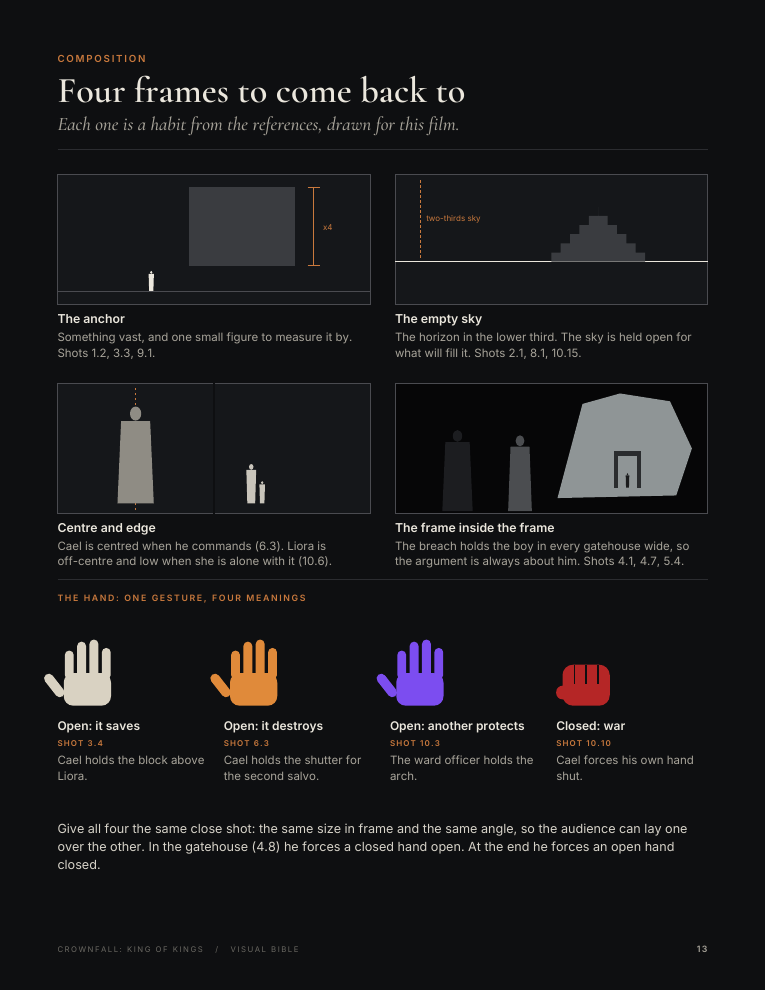 COMPOSITION
Four frames to come back to
Each one is a habit from the references, drawn for this film.
x4
two-thirds sky
The anchor
Something vast, and one small figure to measure it by.
Shots 1.2, 3.3, 9.1.
The empty sky
The horizon in the lower third. The sky is held open for
what will fill it. Shots 2.1, 8.1, 10.15.
Centre and edge
Cael is centred when he commands (6.3). Liora is
off-centre and low when she is alone with it (10.6).
The frame inside the frame
The breach holds the boy in every gatehouse wide, so
the argument is always about him. Shots 4.1, 4.7, 5.4.
THE HAND: ONE GESTURE, FOUR MEANINGS
Open: it saves
SHOT 3.4
Cael holds the block above
Liora.
Open: it destroys
SHOT 6.3
Cael holds the shutter for
the second salvo.
Open: another protects
SHOT 10.3
The ward officer holds the
arch.
Closed: war
SHOT 10.10
Cael forces his own hand
shut.
Give all four the same close shot: the same size in frame and the same angle, so the audience can lay one
over the other. In the gatehouse (4.8) he forces a closed hand open. At the end he forces an open hand
closed.
CROWNFALL: KING OF KINGS / VISUAL BIBLE
13